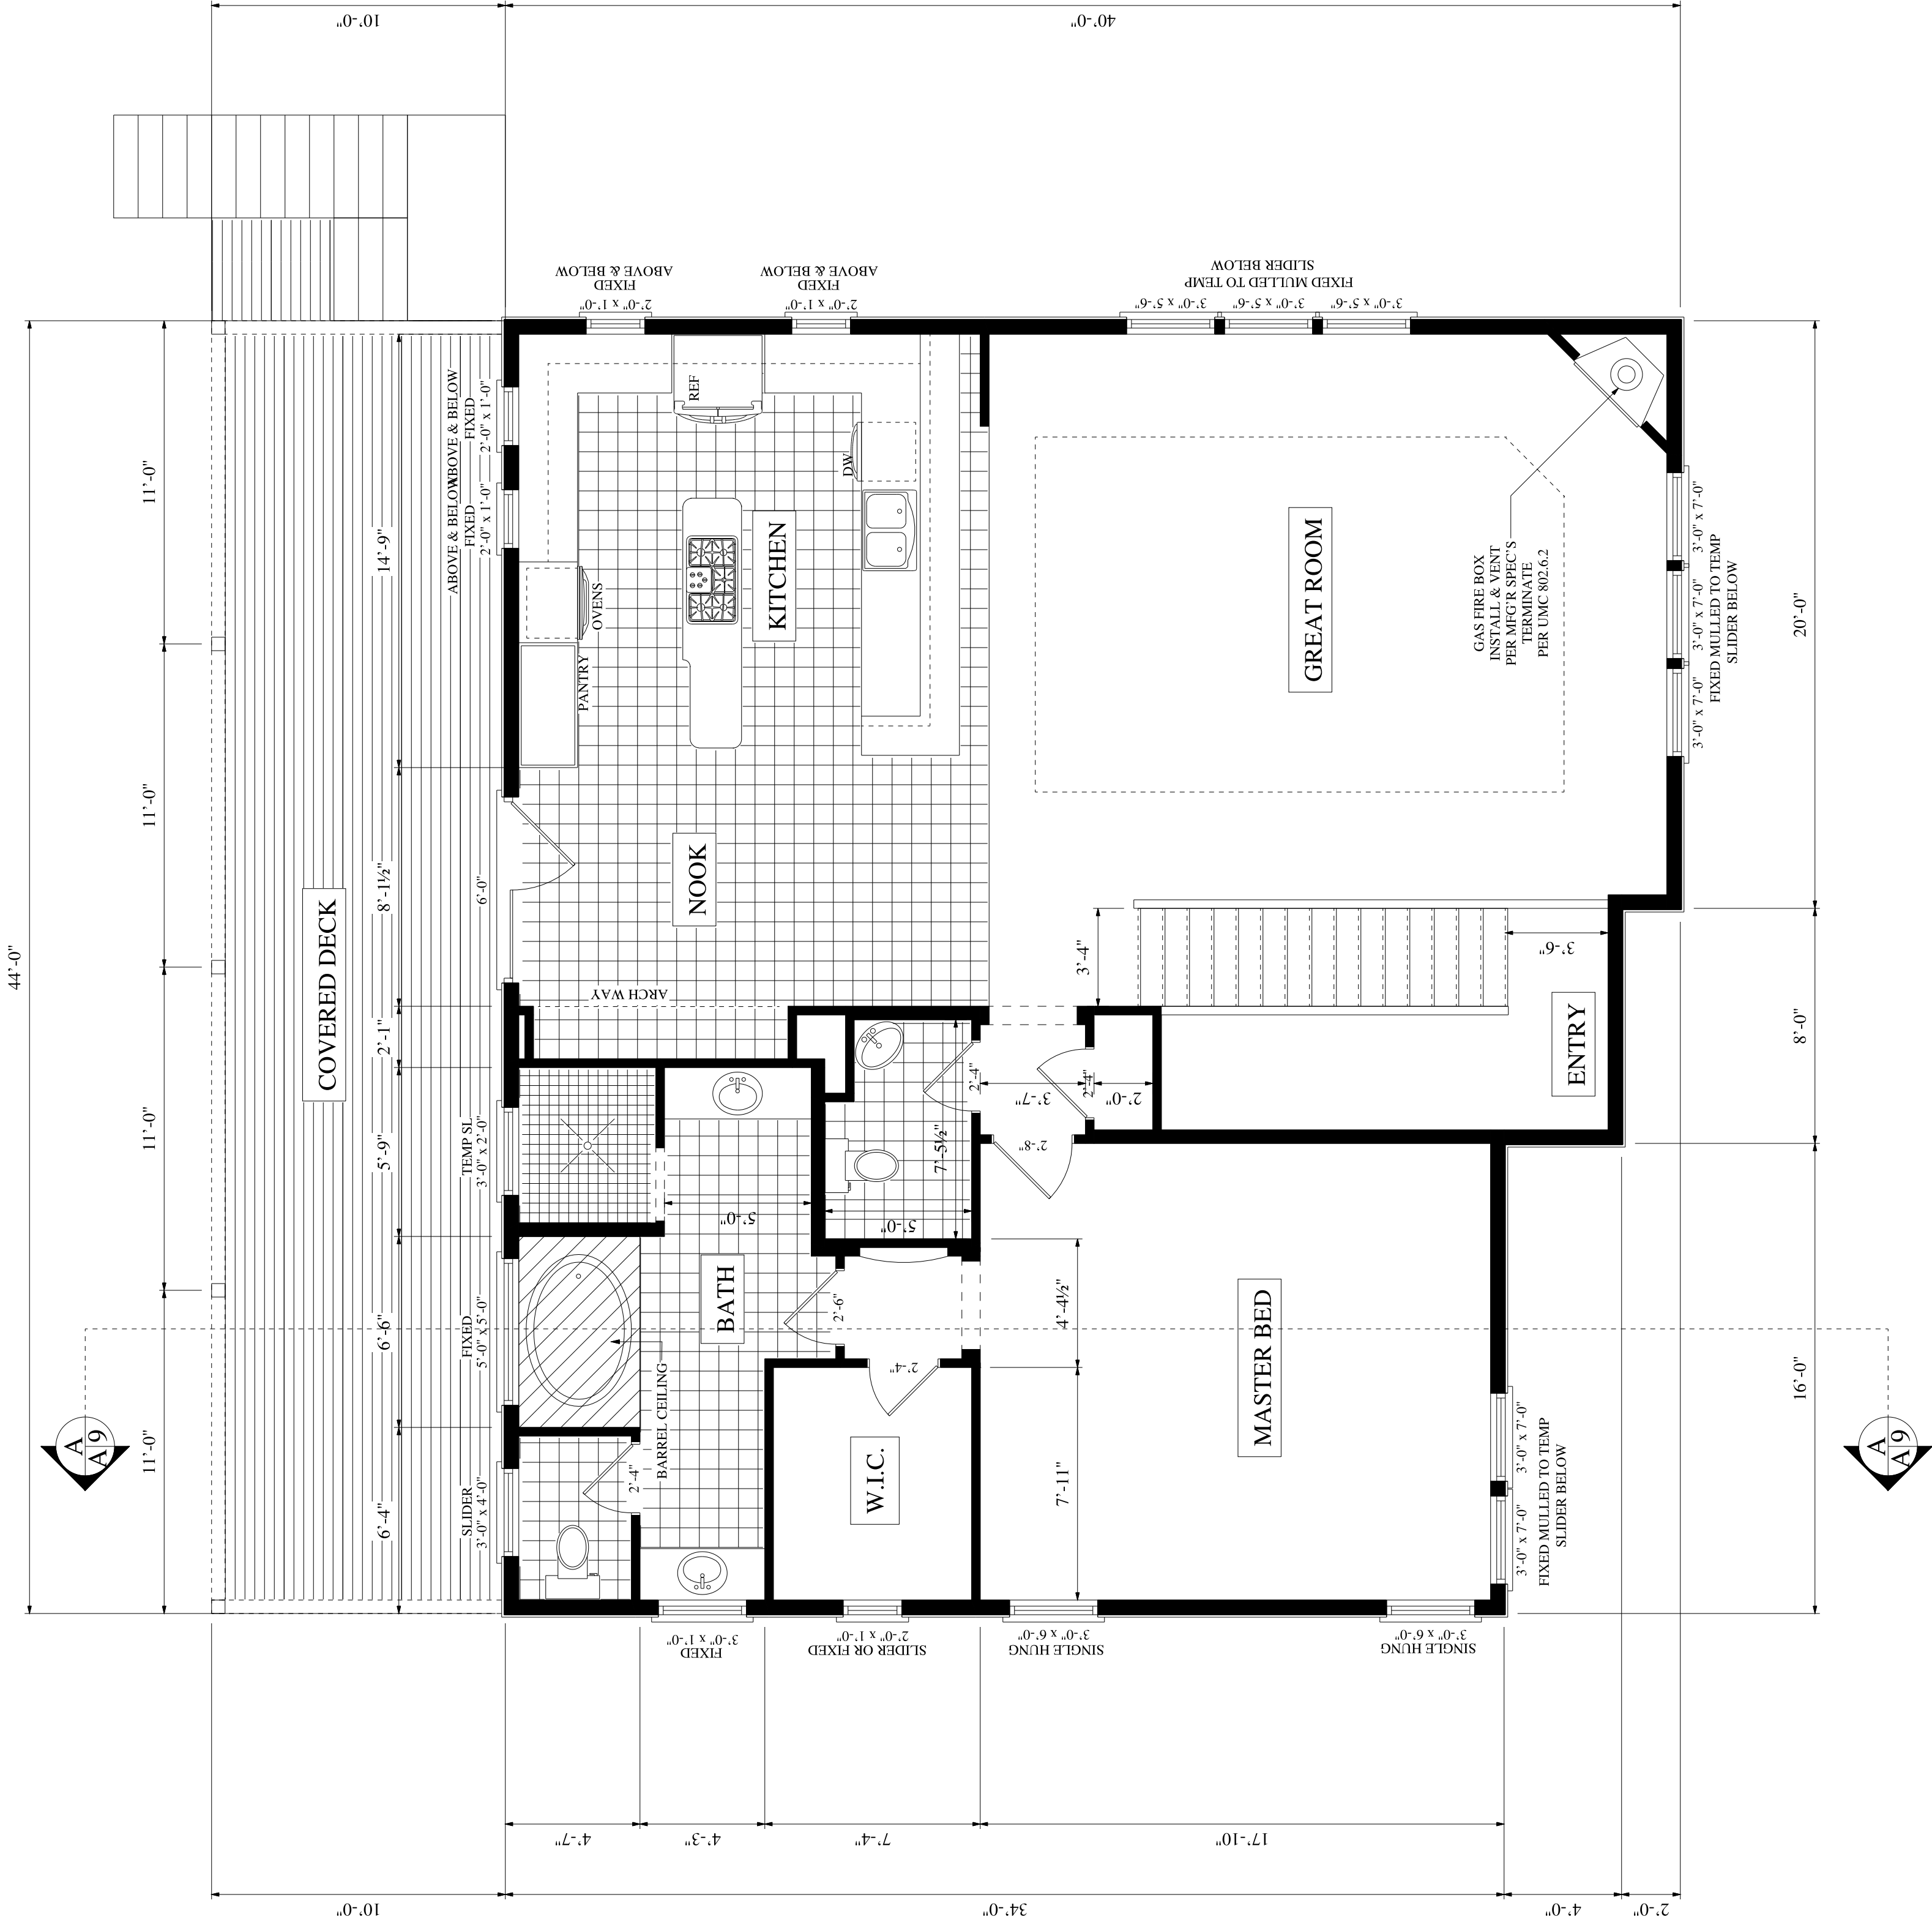 44'-0"
11'-0"
11'-0"
11'-0"
11'-0"
10'-0"
40'-0"
COVERED DECK
14'-9"
8'-1½"
2'-1"
5'-9"
6'-6"
6'-4"
ABOVE & BELOW
FIXED
2'-0" x 1'-0"
ABOVE & BELOW
FIXED
2'-0" x 1'-0"
6'-0"
TEMP SL
3'-0" x 2'-0"
FIXED
5'-0" x 5'-0"
SLIDER
3'-0" x 4'-0"
2'-0" x 1'-0"
FIXED
ABOVE & BELOW
2'-0" x 1'-0"
FIXED
ABOVE & BELOW
3'-0" x 5'-6"
3'-0" x 5'-6"
3'-0" x 5'-6"
FIXED MULLED TO TEMP
SLIDER BELOW
REF
DW
OVENS
PANTRY
KITCHEN
NOOK
ARCH WAY
GREAT ROOM
GAS FIRE BOX
INSTALL & VENT
PER MFG'R SPEC'S
TERMINATE
PER UMC 802.6.2
3'-0" x 7'-0"
3'-0" x 7'-0"
3'-0" x 7'-0"
FIXED MULLED TO TEMP
SLIDER BELOW
20'-0"
8'-0"
16'-0"
3'-4"
3'-6"
ENTRY
2'-4"
3'-7"
2'-4"
2'-0"
2'-8"
7'-5½"
5'-0"
5'-0"
BATH
2'-6"
BARREL CEILING
2'-4"
2'-4"
W.I.C.
4'-4½"
7'-11"
MASTER BED
3'-0" x 7'-0"
3'-0" x 7'-0"
FIXED MULLED TO TEMP
SLIDER BELOW
3'-0" x 1'-0"
FIXED
2'-0" x 1'-0"
SLIDER OR FIXED
3'-0" x 6'-0"
SINGLE HUNG
3'-0" x 6'-0"
SINGLE HUNG
4'-7"
4'-3"
7'-4"
17'-10"
10'-0"
34'-0"
4'-0"
2'-0"
A
A9
A
A9